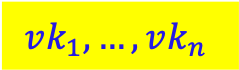 vk₁, …, vkₙ